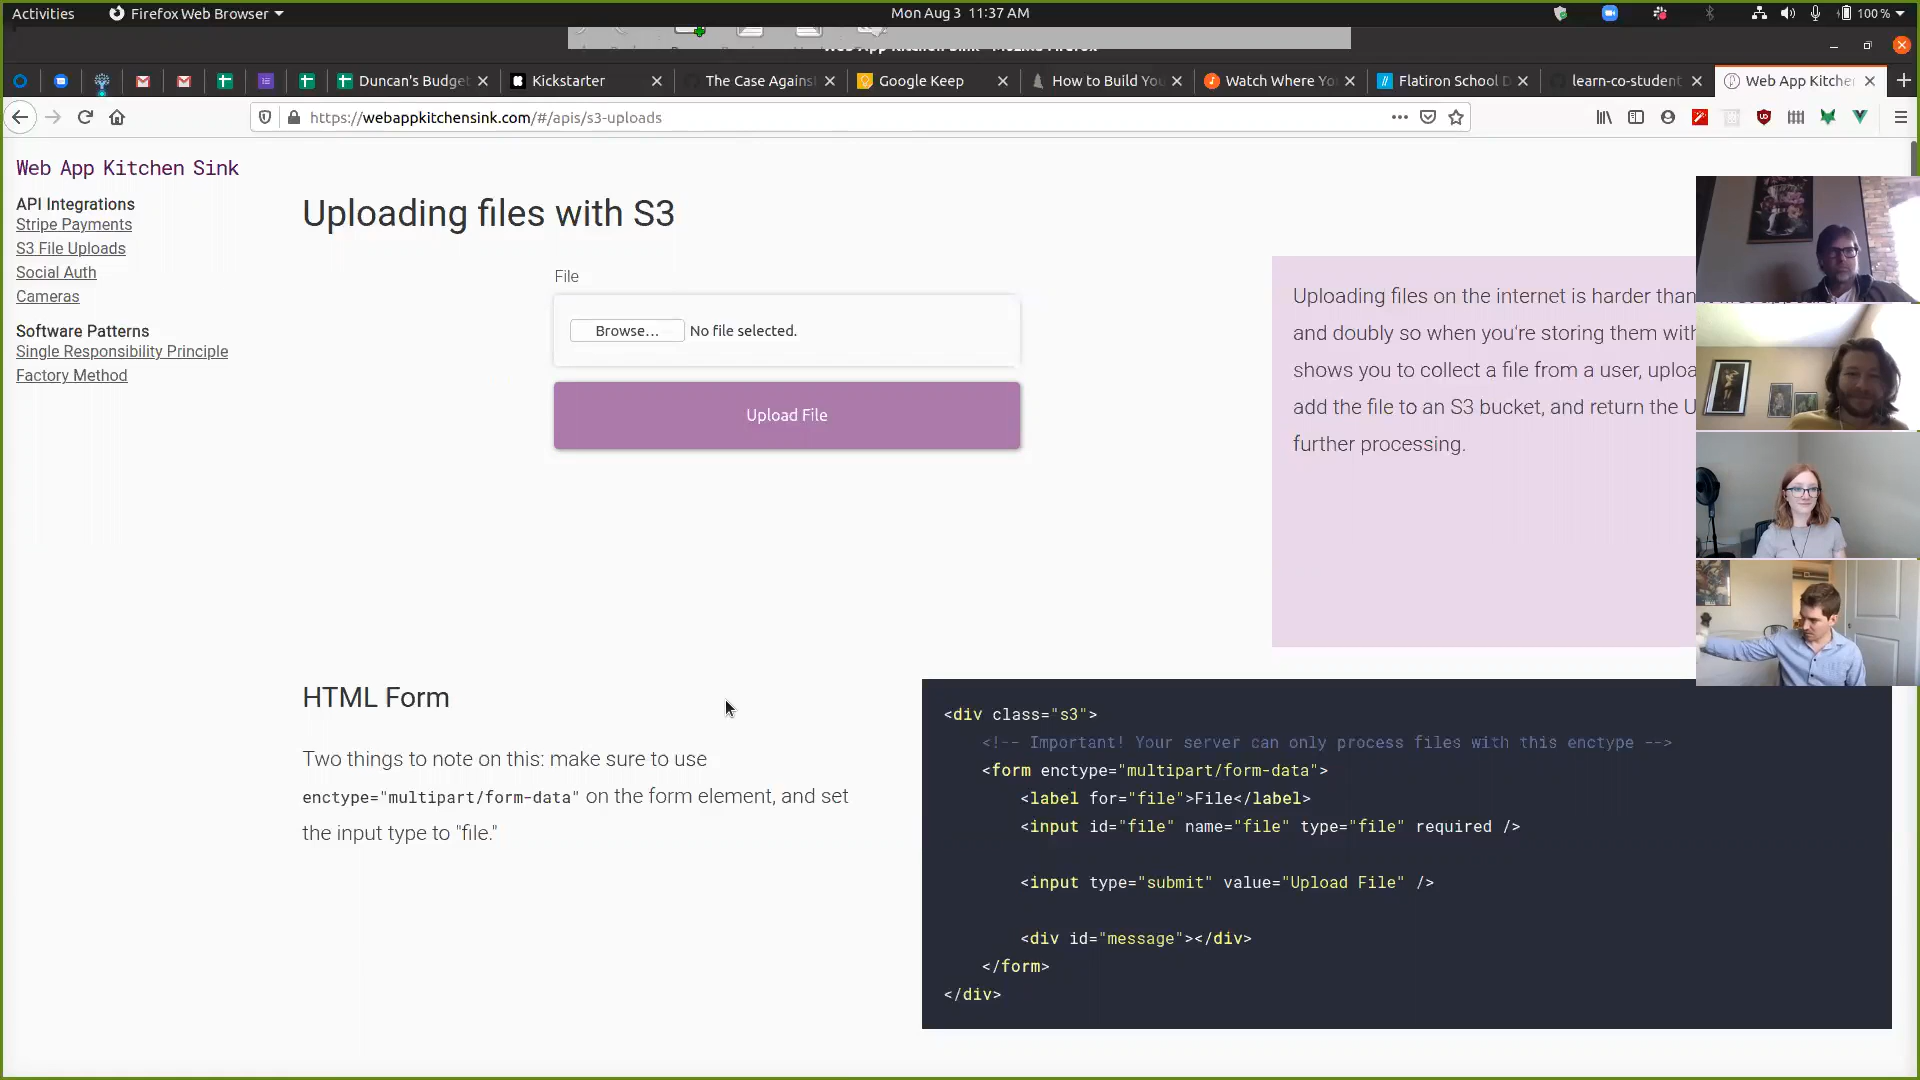 Activities
Firefox Web Browser
Mon Aug 3 11:37 AM
100 %
Duncan's Budget
Kickstarter
The Case Agains
Google Keep
How to Build Yo
Watch Where Yo
Flatiron School D
learn-co-student
Web App Kitche
https://webappkitchensink.com/#/apis/s3-uploads
Web App Kitchen Sink
API Integrations
Stripe Payments
S3 File Uploads
Social Auth
Cameras
Software Patterns
Single Responsibility Principle
Factory Method
Uploading files with S3
File
Browse... No file selected.
Upload File
Uploading files on the internet is harder than
and doubly so when you're storing them with
shows you to collect a file from a user, uploa
add the file to an S3 bucket, and return the U
further processing.
HTML Form
Two things to note on this: make sure to use
enctype="multipart/form-data" on the form element, and set
the input type to "file."
<div class="s3">
<!-- Important! Your server can only process files with this enctype -->
<form enctype="multipart/form-data">
<label for="file">File</label>
<input id="file" name="file" type="file" required />
<input type="submit" value="Upload File" />
<div id="message"></div>
</form>
</div>